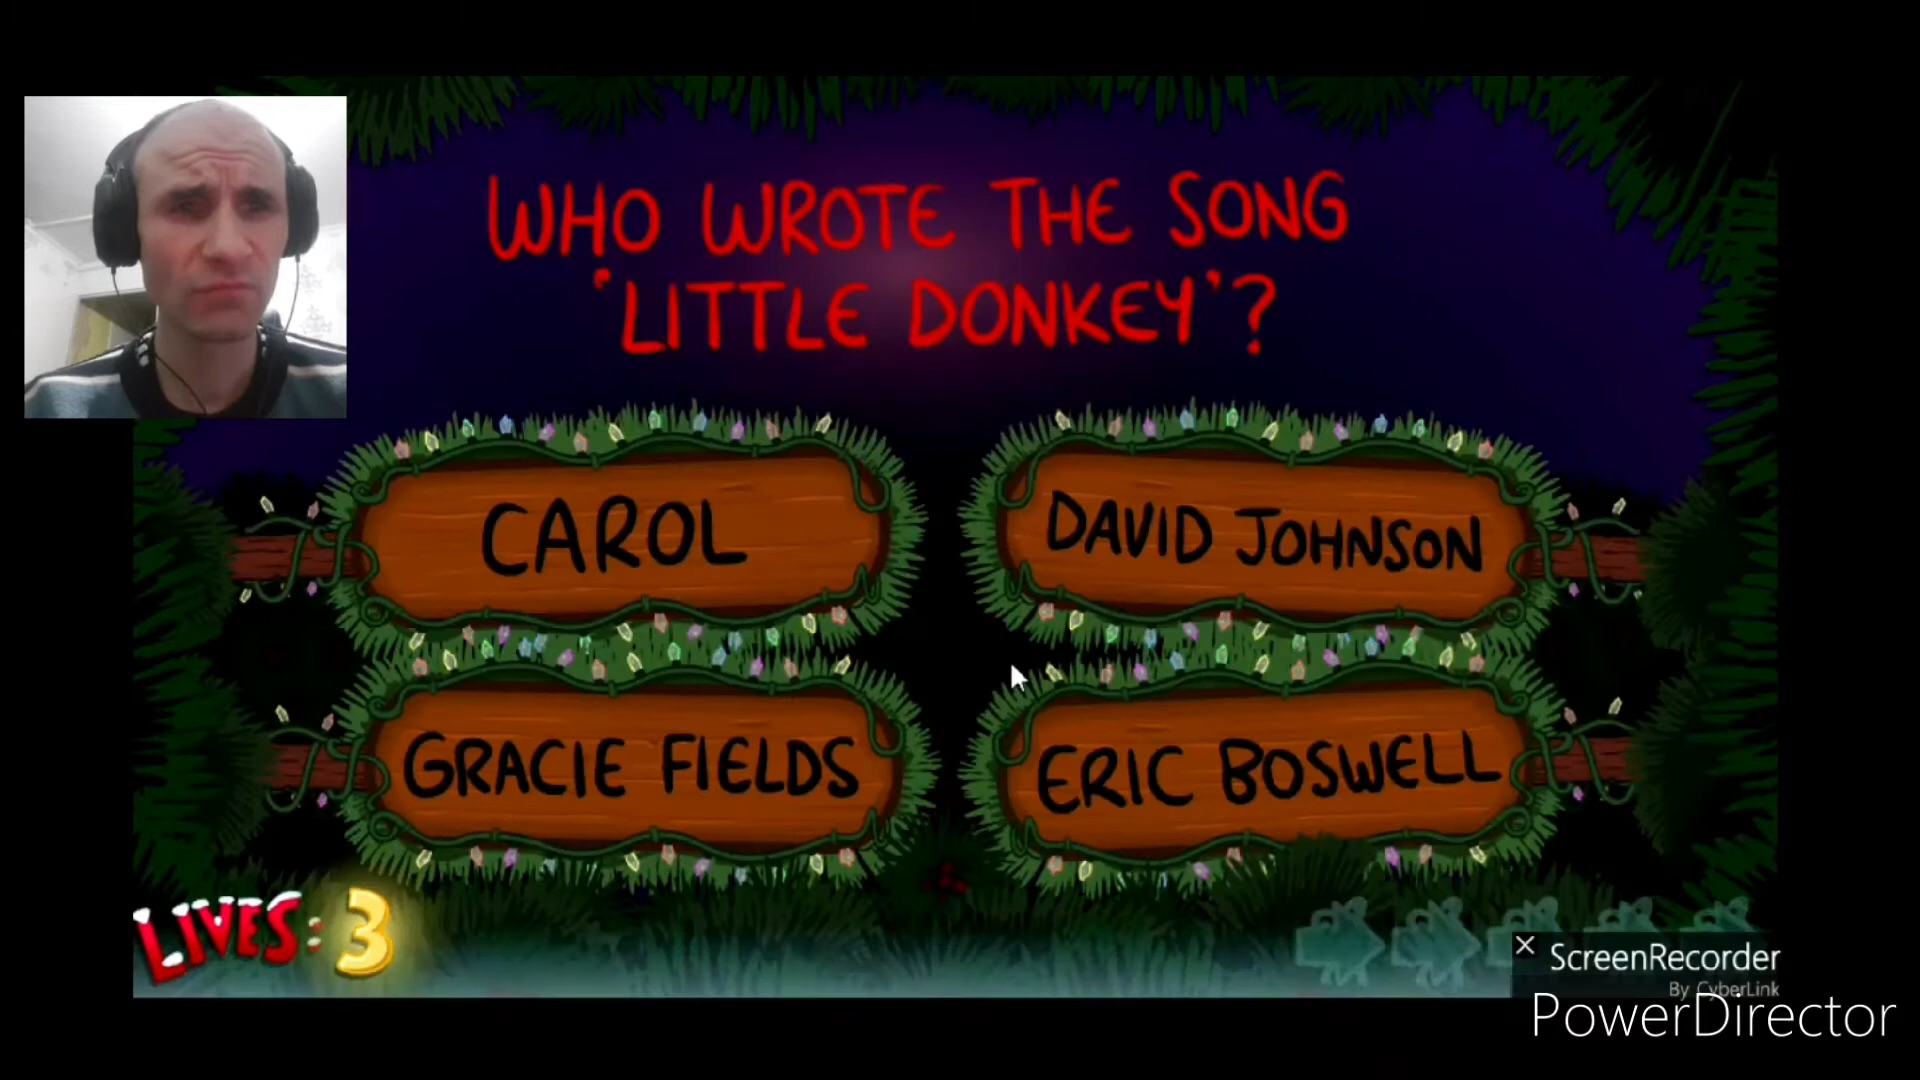 WHO WROTE THE SONG
'LITTLE DONKEY'?
CAROL
DAVID JOHNSON
GRACIE FIELDS
ERIC BOSWELL
LIVES: 3
ScreenRecorder
By CyberLink
PowerDirector